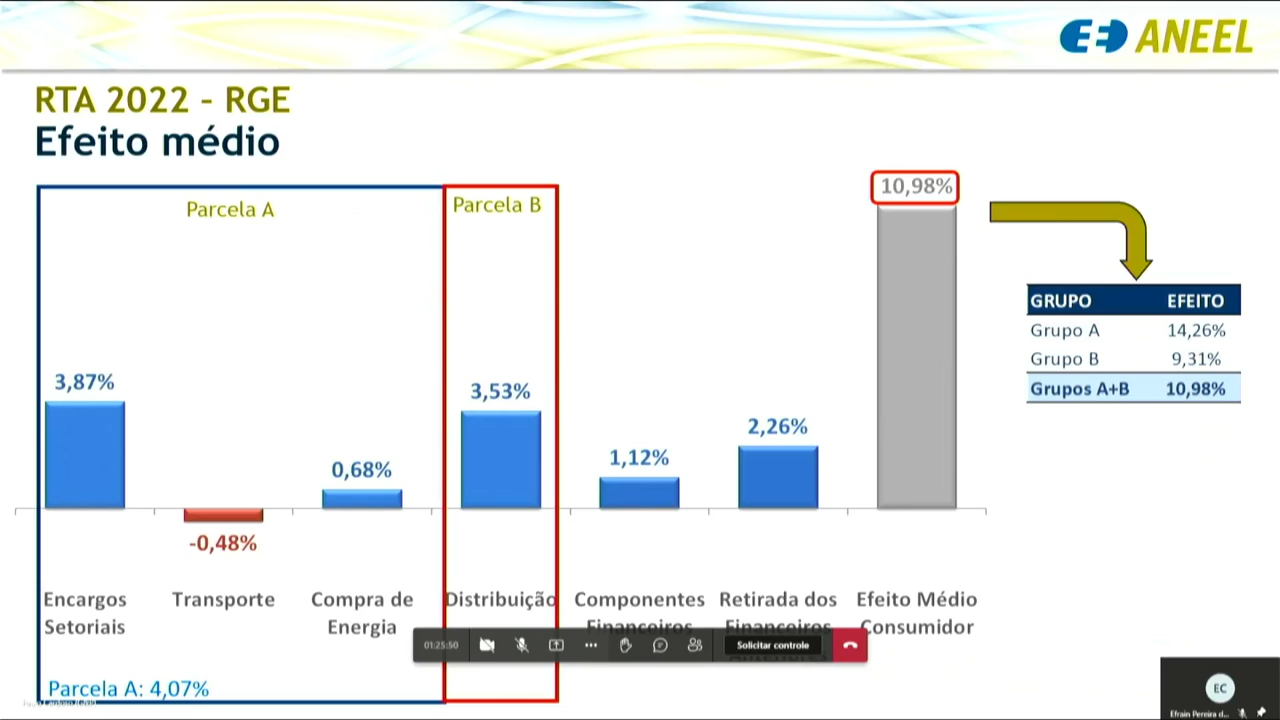 ANEEL
RTA 2022 - RGE
Efeito médio
Parcela A
Parcela B
10,98%
3,87%
-0,48%
0,68%
3,53%
1,12%
2,26%
GRUPO EFEITO
Grupo A 14,26%
Grupo B 9,31%
Grupos A+B 10,98%
Encargos
Setoriais
Transporte
Compra de
Energia
Distribuição
Componentes
Financeiros
Retirada dos
Financeiros
Efeito Médio
Consumidor
01:25:50
Solicitar controle
Parcela A: 4,07%
EC
Efrain Pereira d...